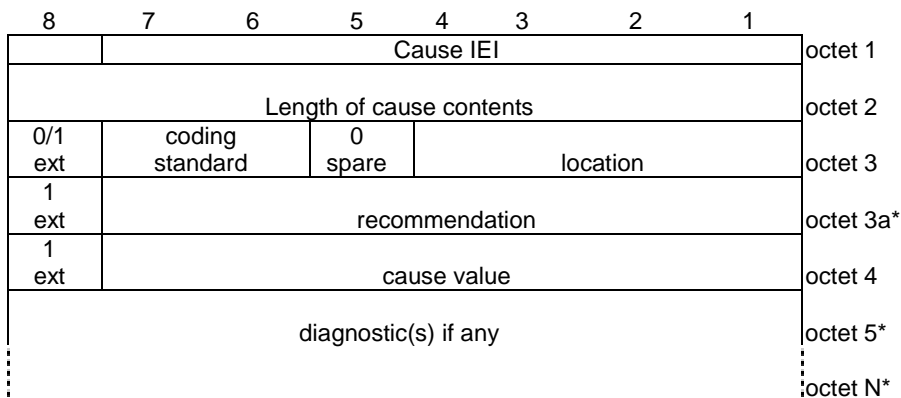 8 7 6 5 4 3 2 1
Cause IEI octet 1
Length of cause contents octet 2
0/1 coding 0
ext standard spare location octet 3
1
ext recommendation octet 3a*
1
ext cause value octet 4
diagnostic(s) if any octet 5*
octet N*